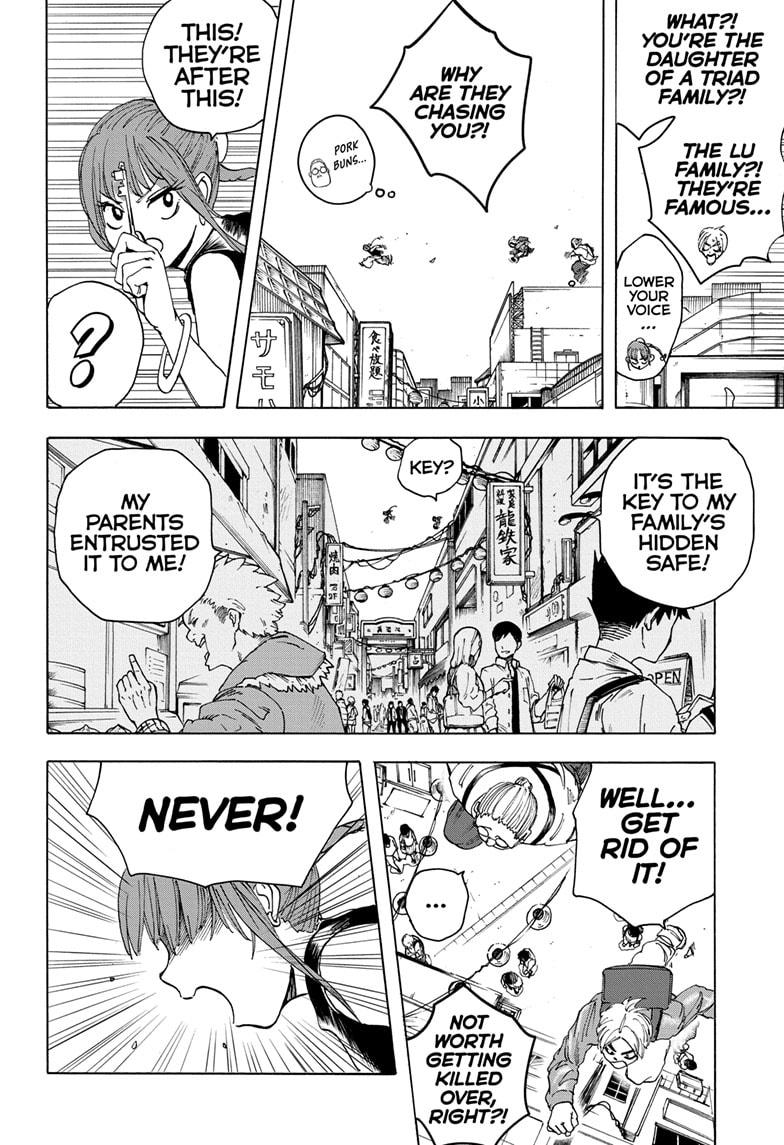 WHAT?!
YOU'RE THE
DAUGHTER
OF A TRIAD
FAMILY?!
THE LU
FAMILY?!
THEY'RE
FAMOUS...
LOWER
YOUR
VOICE
...
WHY
ARE THEY
CHASING
YOU?!
PORK
BUNS...
食べ放題
小
サモハ
THIS!
THEY'RE
AFTER
THIS!
?
IT'S THE
KEY TO MY
FAMILY'S
HIDDEN
SAFE!
OPEN
KEY?
龍鉄家
焼肉
MY
PARENTS
ENTRUSTED
IT TO ME!
WELL...
GET
RID OF
IT!
...
NOT
WORTH
GETTING
KILLED
OVER,
RIGHT?!
NEVER!